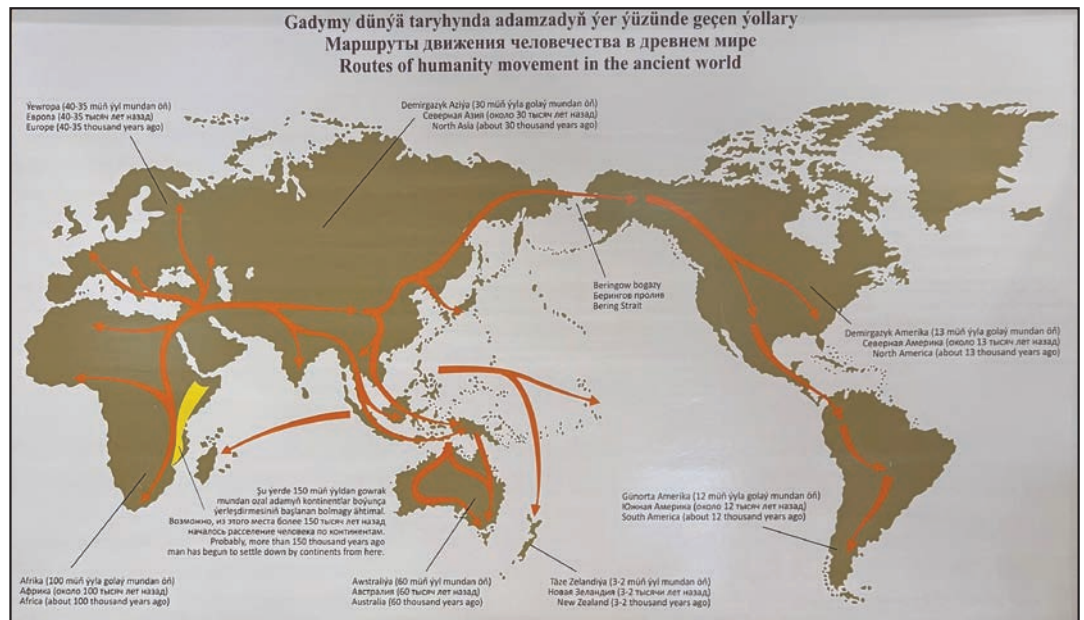 Gadymy dünýä taryhynda adamzadyň ýer ýüzünde geçen ýollary
Маршруты движения человечества в древнем мире
Routes of humanity movement in the ancient world
Ýewropa (40-35 müň ýyl mundan öň)
Европа (40-35 тысяч лет назад)
Europe (40-35 thousand years ago)
Demirgazyk Aziýa (30 müň ýyla golaý mundan öň)
Северная Азия (около 30 тысяч лет назад)
North Asia (about 30 thousand years ago)
Beringow bogazy
Берингов пролив
Bering Strait
Demirgazyk Amerika (13 müň ýyla golaý mundan öň)
Северная Америка (около 13 тысяч лет назад)
North America (about 13 thousand years ago)
Şu ýerde 150 müň ýyldan gowrak
mundan ozal adamyň kontinentlar boýunça
ýerleşdirmesiniň başlanan bolmagy ähtimal.
Возможно, из этого места более 150 тысяч лет назад
началось расселение человека по континентам.
Probably, more than 150 thousand years ago
man has begun to settle down by continents from here.
Günorta Amerika (12 müň ýyla golaý mundan öň)
Южная Америка (около 12 тысяч лет назад)
South America (about 12 thousand years ago)
Afrika (100 müň ýyla golaý mundan öň)
Африка (около 100 тысяч лет назад)
Africa (about 100 thousand years ago)
Awstraliýa (60 müň ýyl mundan öň)
Австралия (60 тысяч лет назад)
Australia (60 thousand years ago)
Täze Zelandiýa (3-2 müň ýyl mundan öň)
Новая Зеландия (3-2 тысячи лет назад)
New Zealand (3-2 thousand years ago)